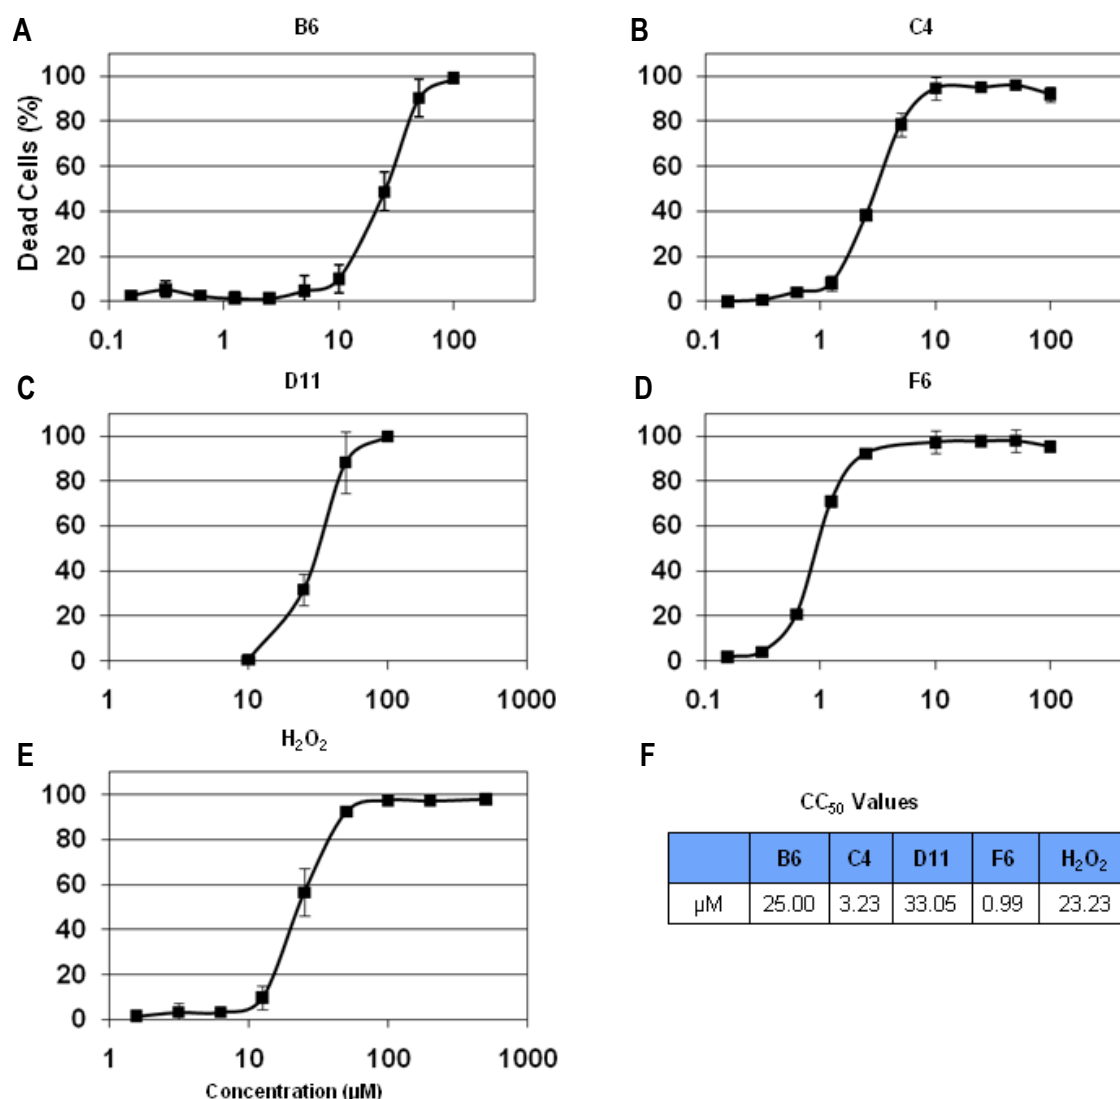 A
B6
Dead Cells (%)
100
80
60
40
20
0
0.1 1 10 100
B
C4
100
80
60
40
20
0
0.1 1 10 100
C
D11
100
80
60
40
20
0
1 10 100 1000
D
F6
100
80
60
40
20
0
0.1 1 10 100
E
H₂O₂
100
80
60
40
20
0
1 10 100 1000
Concentration (µM)
F
CC₅₀ Values
B6 C4 D11 F6 H₂O₂
µM 25.00 3.23 33.05 0.99 23.23